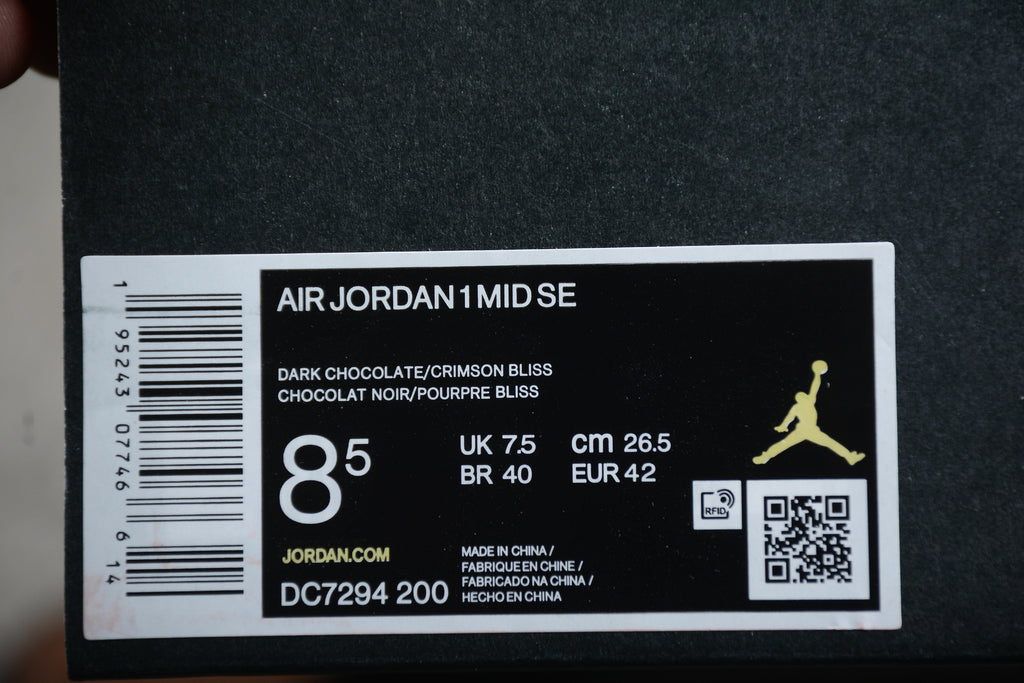 AIR JORDAN 1 MID SE
DARK CHOCOLATE/CRIMSON BLISS
CHOCOLAT NOIR/POURPRE BLISS
8 5
UK 7.5 cm 26.5
BR 40 EUR 42
RFID
JORDAN.COM
DC7294 200
MADE IN CHINA /
FABRIQUE EN CHINE /
FABRICADO NA CHINA /
HECHO EN CHINA
1 95243 07746 6 14